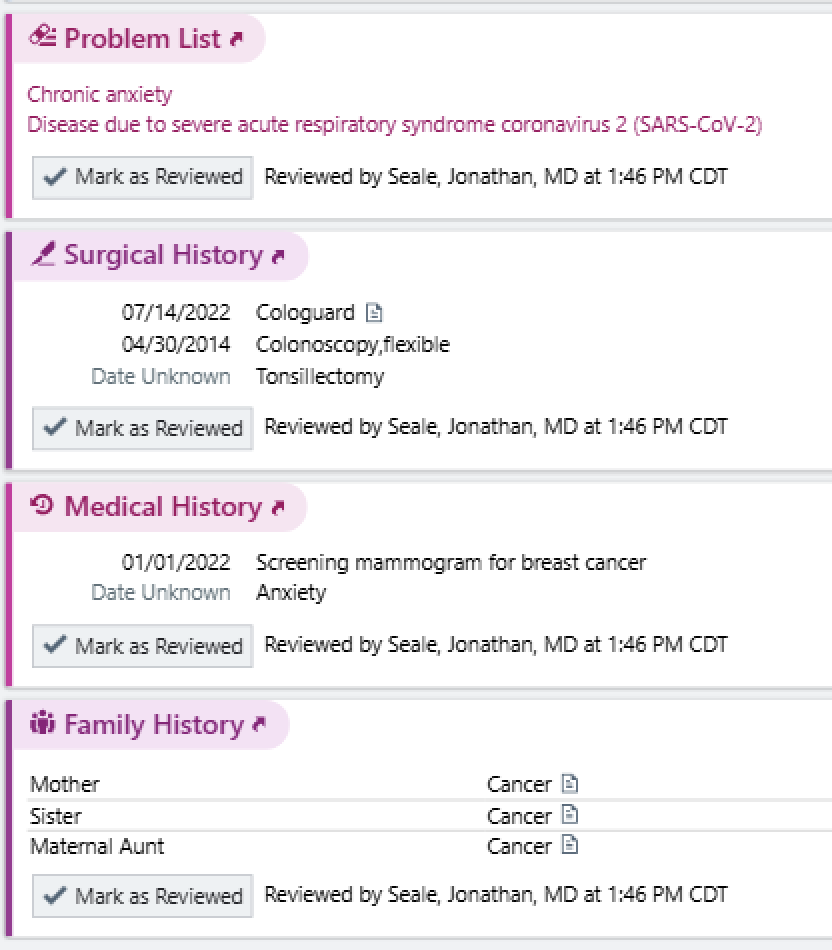 Problem List
Chronic anxiety
Disease due to severe acute respiratory syndrome coronavirus 2 (SARS-CoV-2)
Mark as Reviewed Reviewed by Seale, Jonathan, MD at 1:46 PM CDT
Surgical History
07/14/2022 Cologuard
04/30/2014 Colonoscopy,flexible
Date Unknown Tonsillectomy
Mark as Reviewed Reviewed by Seale, Jonathan, MD at 1:46 PM CDT
Medical History
01/01/2022 Screening mammogram for breast cancer
Date Unknown Anxiety
Mark as Reviewed Reviewed by Seale, Jonathan, MD at 1:46 PM CDT
Family History
Mother Cancer
Sister Cancer
Maternal Aunt Cancer
Mark as Reviewed Reviewed by Seale, Jonathan, MD at 1:46 PM CDT